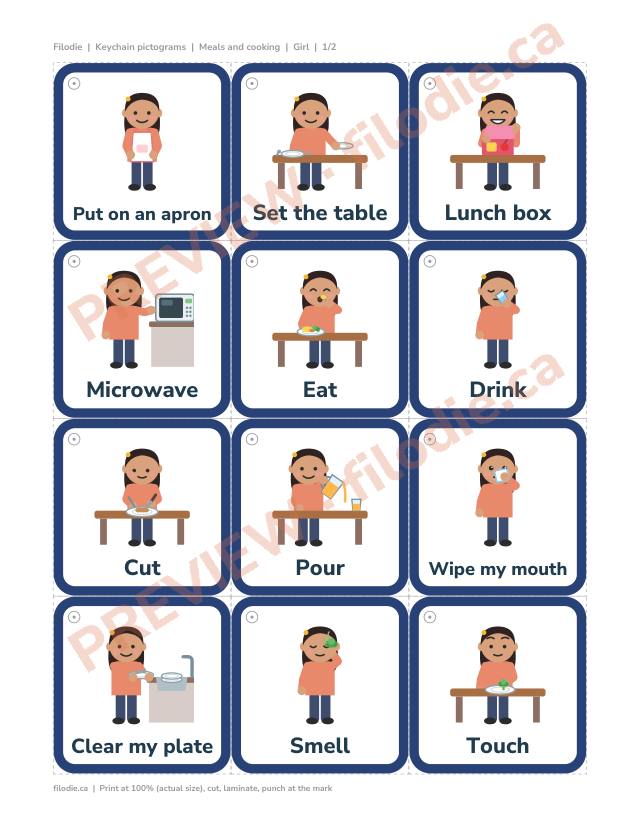 Filodie | Keychain pictograms | Meals and cooking | Girl | 1/2
Put on an apron
Set the table
Lunch box
Microwave
Eat
Drink
Cut
Pour
Wipe my mouth
Clear my plate
Smell
Touch
PREVIEW · filodie.ca
PREVIEW · filodie.ca
filodie.ca | Print at 100% (actual size), cut, laminate, punch at the mark